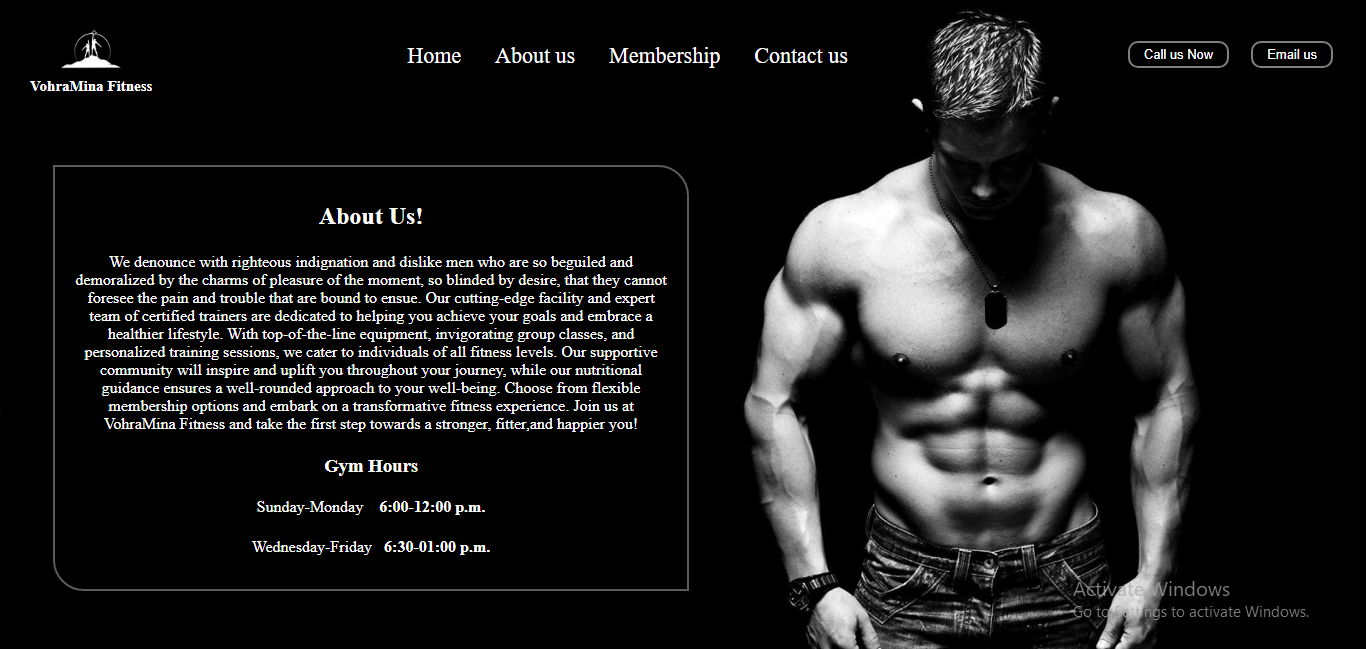 VohraMina Fitness
Home About us Membership Contact us
Call us Now Email us
About Us!
We denounce with righteous indignation and dislike men who are so beguiled and
demoralized by the charms of pleasure of the moment, so blinded by desire, that they cannot
foresee the pain and trouble that are bound to ensue. Our cutting-edge facility and expert
team of certified trainers are dedicated to helping you achieve your goals and embrace a
healthier lifestyle. With top-of-the-line equipment, invigorating group classes, and
personalized training sessions, we cater to individuals of all fitness levels. Our supportive
community will inspire and uplift you throughout your journey, while our nutritional
guidance ensures a well-rounded approach to your well-being. Choose from flexible
membership options and embark on a transformative fitness experience. Join us at
VohraMina Fitness and take the first step towards a stronger, fitter,and happier you!
Gym Hours
Sunday-Monday 6:00-12:00 p.m.
Wednesday-Friday 6:30-01:00 p.m.
Activate Windows
Go to Settings to activate Windows.